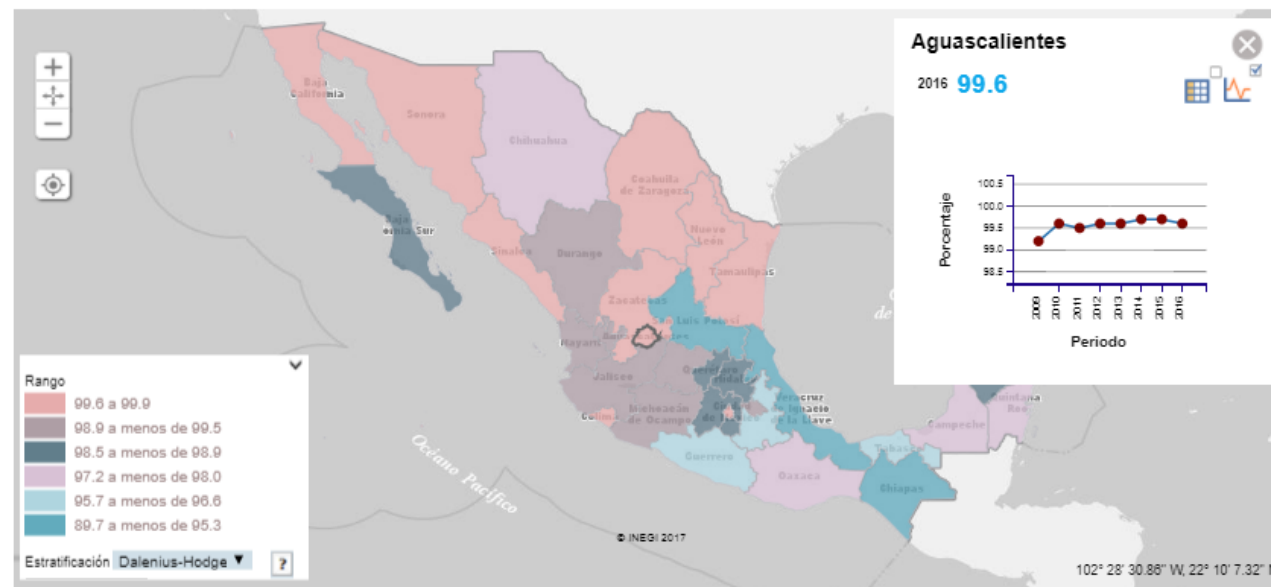 Aguascalientes
2016 99.6
Porcentaje
100.5
100.0
99.5
99.0
98.5
2009
2010
2011
2012
2013
2014
2015
2016
Periodo
Baja
California
Sonora
Chihuahua
Coahuila
de Zaragoza
Nuevo
León
Baja
ornia Sur
Sinaloa
Durango
Tamaulipas
Zacatecas
San Luis Potosí
Nayarit
Jalisco
Querétaro
Hidalgo
Colima
Michoacán
de Ocampo
Veracruz
de Ignacio
de la Llave
Guerrero
Oaxaca
Tabasco
Chiapas
Campeche
Quintana
Roo
de
Océano Pacífico
Rango
99.6 a 99.9
98.9 a menos de 99.5
98.5 a menos de 98.9
97.2 a menos de 98.0
95.7 a menos de 96.6
89.7 a menos de 95.3
Estratificación Dalenius-Hodge ▼ ?
© INEGI 2017
102° 28' 30.86" W, 22° 10' 7.32"